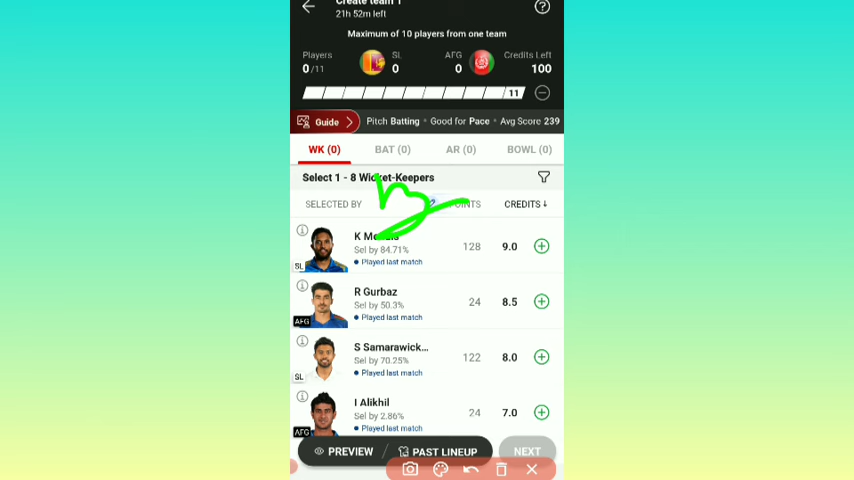 Create team 1
21h 52m left
Maximum of 10 players from one team
Players SL AFG Credits Left
0/11 0 0 100
11
Guide Pitch Batting • Good for Pace • Avg Score 239
WK (0) BAT (0) AR (0) BOWL (0)
Select 1 - 8 Wicket-Keepers
SELECTED BY POINTS CREDITS↓
K
Sel by 84.71% 128 9.0
SL • Played last match
R Gurbaz
Sel by 50.3% 24 8.5
AFG • Played last match
S Samarawick...
Sel by 70.25% 122 8.0
SL • Played last match
I Alikhil
Sel by 2.86% 24 7.0
AFG • Played last match
PREVIEW PAST LINEUP NEXT